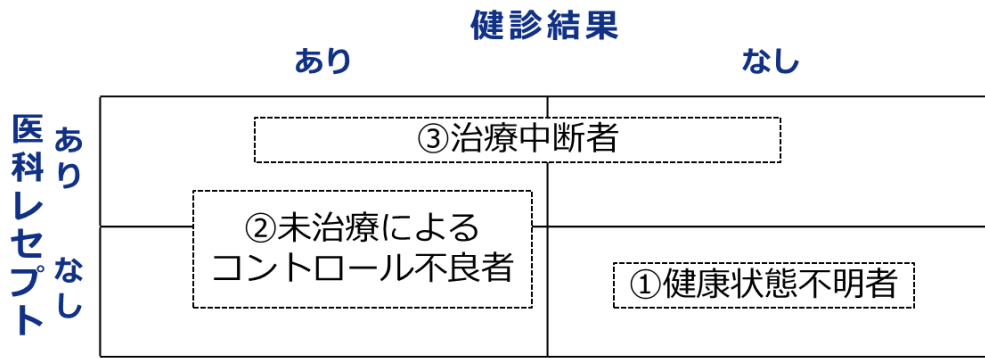 健診結果
あり
なし
医科レセプト
あり
なし
③治療中断者
②未治療による
コントロール不良者
①健康状態不明者